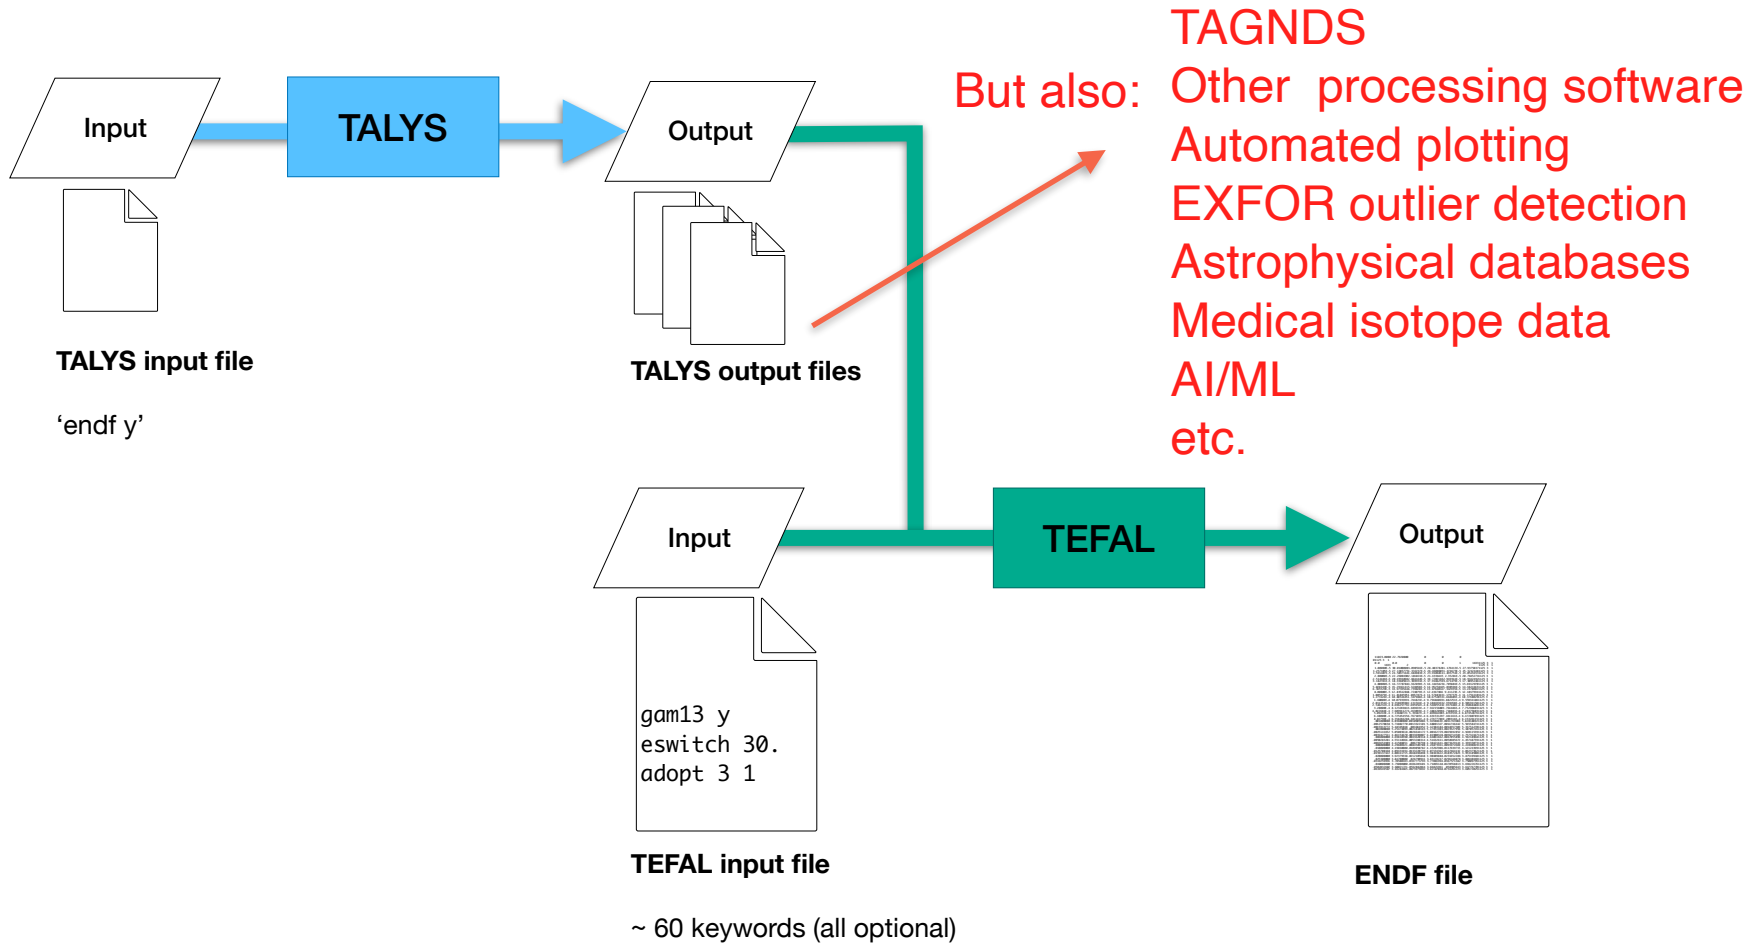 TAGNDS
But also: Other processing software
Automated plotting
EXFOR outlier detection
Astrophysical databases
Medical isotope data
AI/ML
etc.
Input
TALYS
Output
TALYS input file
‘endf y’
TALYS output files
Input
TEFAL
Output
gam13 y
eswitch 30.
adopt 3 1
TEFAL input file
~ 60 keywords (all optional)
ENDF file